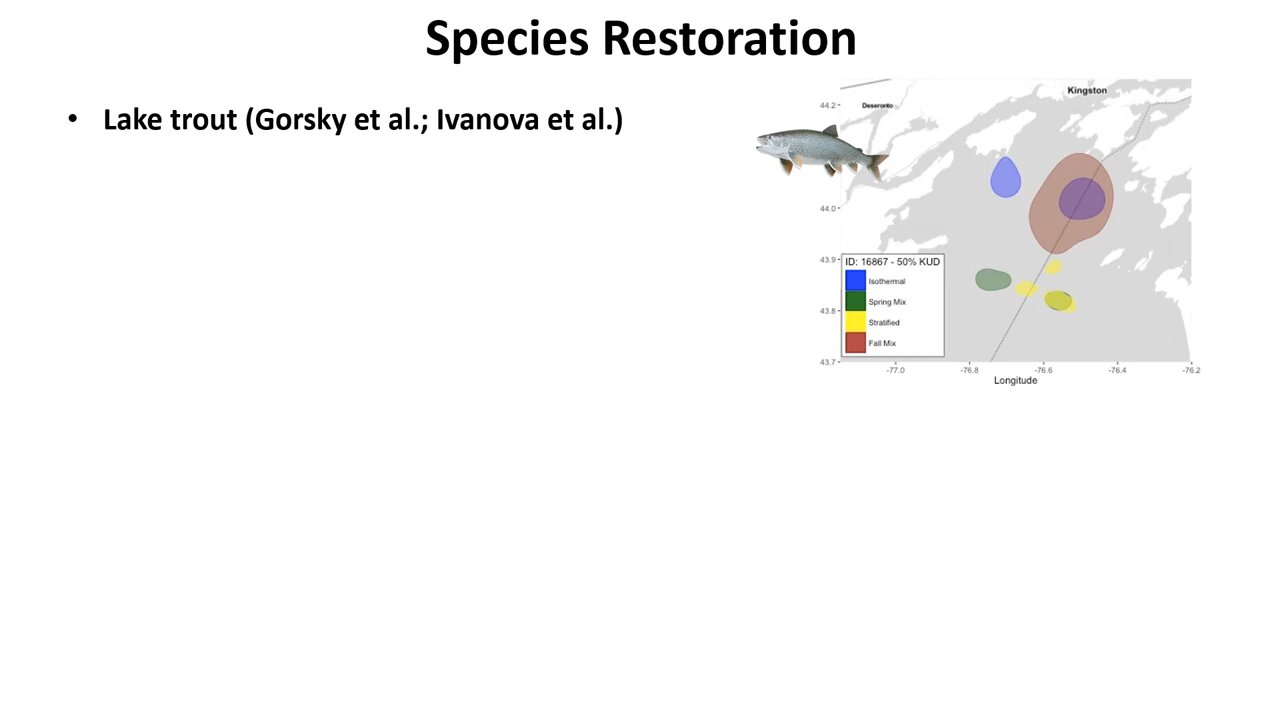 Species Restoration
• Lake trout (Gorsky et al.; Ivanova et al.)
Kingston
Deseronto
44.2
44.0
43.9
43.8
43.7
ID: 16867 - 50% KUD
Isothermal
Spring Mix
Stratified
Fall Mix
-77.0 -76.8 -76.6 -76.4 -76.2
Longitude